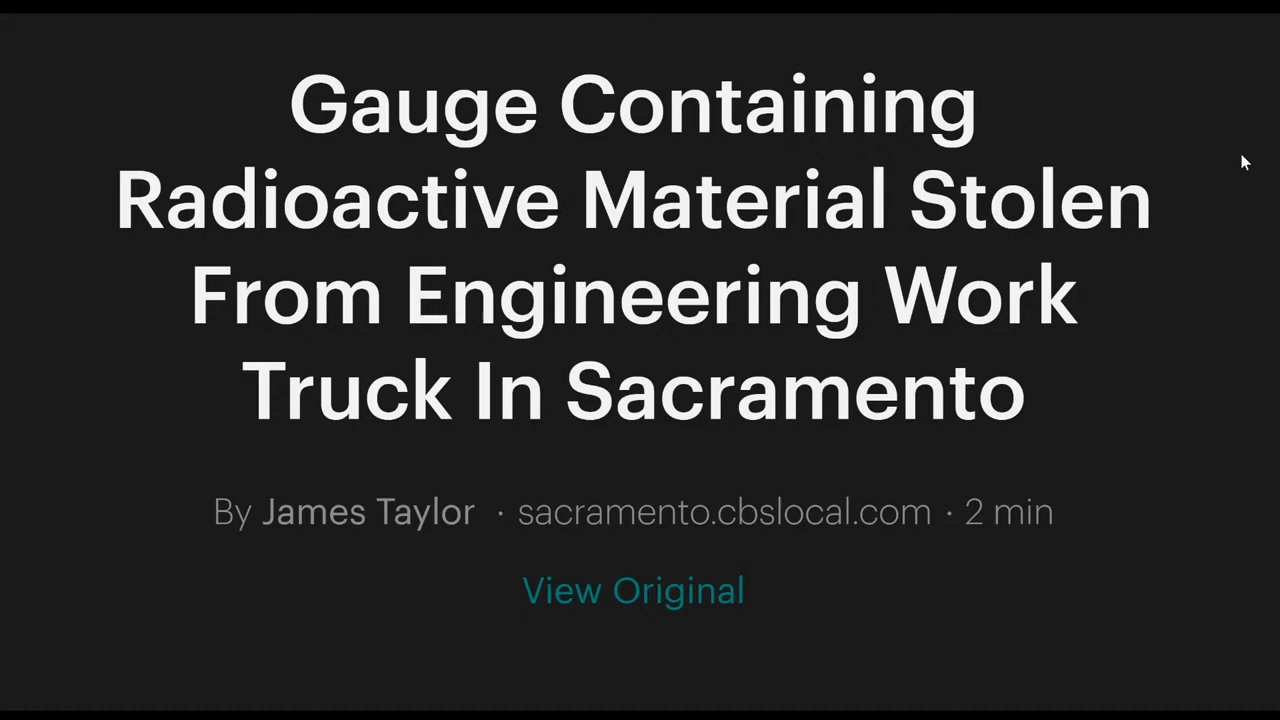 Gauge Containing
Radioactive Material Stolen
From Engineering Work
Truck In Sacramento
By James Taylor · sacramento.cbslocal.com · 2 min
View Original